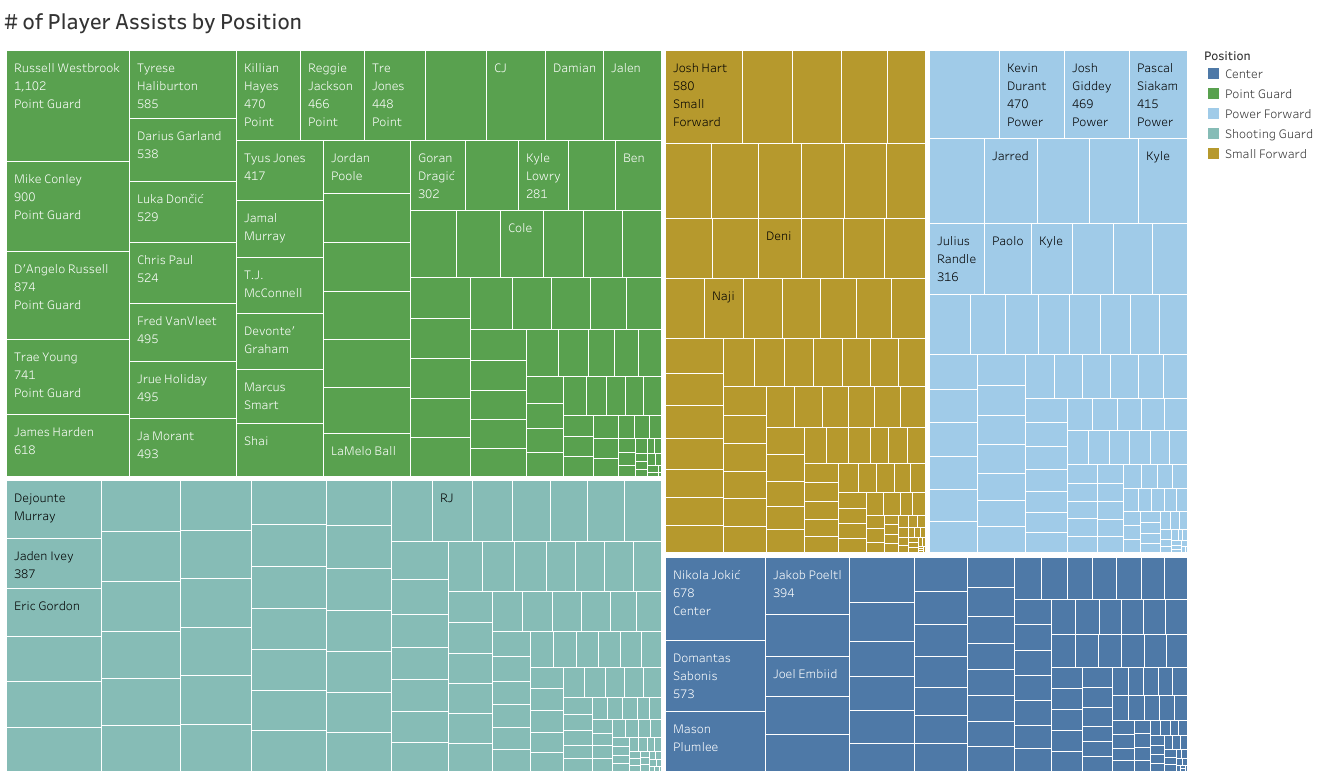 # of Player Assists by Position
Russell Westbrook
1,102
Point Guard
Mike Conley
900
Point Guard
D'Angelo Russell
874
Point Guard
Trae Young
741
Point Guard
James Harden
618
Tyrese
Haliburton
585
Darius Garland
538
Luka Dončić
529
Chris Paul
524
Fred VanVleet
495
Jrue Holiday
495
Ja Morant
493
Killian
Hayes
470
Point
Reggie
Jackson
466
Point
Tre
Jones
448
Point
CJ
Damian
Jalen
Tyus Jones
417
Jamal
Murray
T.J.
McConnell
Devonte'
Graham
Marcus
Smart
Shai
Jordan
Poole
LaMelo Ball
Goran
Dragić
302
Kyle
Lowry
281
Ben
Cole
Dejounte
Murray
Jaden Ivey
387
Eric Gordon
RJ
Josh Hart
580
Small
Forward
Deni
Naji
Kevin
Durant
470
Power
Josh
Giddey
469
Power
Pascal
Siakam
415
Power
Jarred
Kyle
Julius
Randle
316
Paolo
Kyle
Nikola Jokić
678
Center
Domantas
Sabonis
573
Mason
Plumlee
Jakob Poeltl
394
Joel Embiid
Position
Center
Point Guard
Power Forward
Shooting Guard
Small Forward